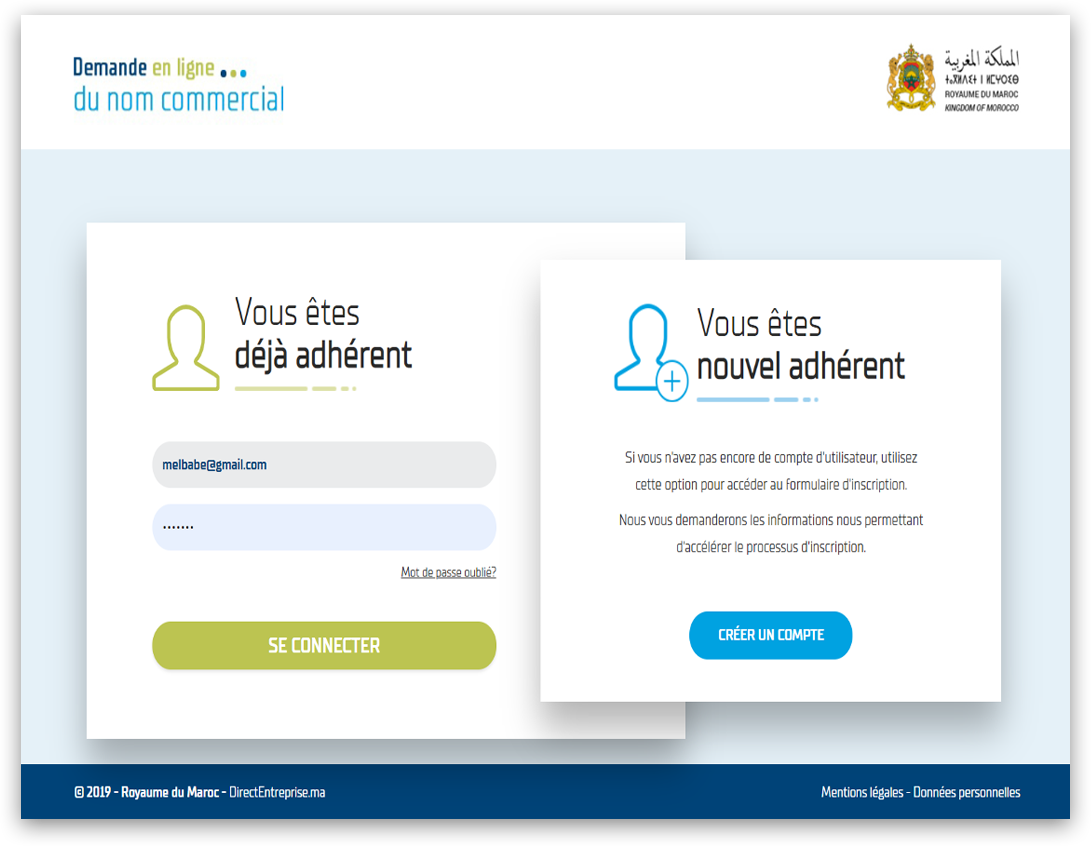 Demande en ligne
du nom commercial
المملكة المغربية
ⵜⴰⴳⵍⴷⵉⵜ ⵏ ⵍⵎⵖⵔⵉⴱ
ROYAUME DU MAROC
KINGDOM OF MOROCCO
Vous êtes
déjà adhérent
melbabe@gmail.com
•••••••
Mot de passe oublié?
SE CONNECTER
Vous êtes
nouvel adhérent
Si vous n'avez pas encore de compte d'utilisateur, utilisez
cette option pour accéder au formulaire d'inscription.
Nous vous demanderons les informations nous permettant
d'accélérer le processus d'inscription.
CRÉER UN COMPTE
© 2019 - Royaume du Maroc - DirectEntreprise.ma
Mentions légales - Données personnelles